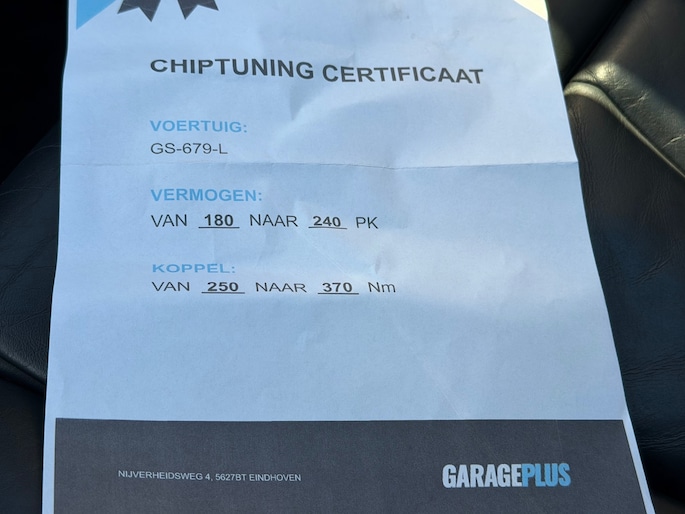 CHIPTUNING CERTIFICAAT
VOERTUIG:
GS-679-L
VERMOGEN:
VAN 180 NAAR 240 PK
KOPPEL:
VAN 250 NAAR 370 Nm
NIJVERHEIDSWEG 4, 5627BT EINDHOVEN
GARAGEPLUS